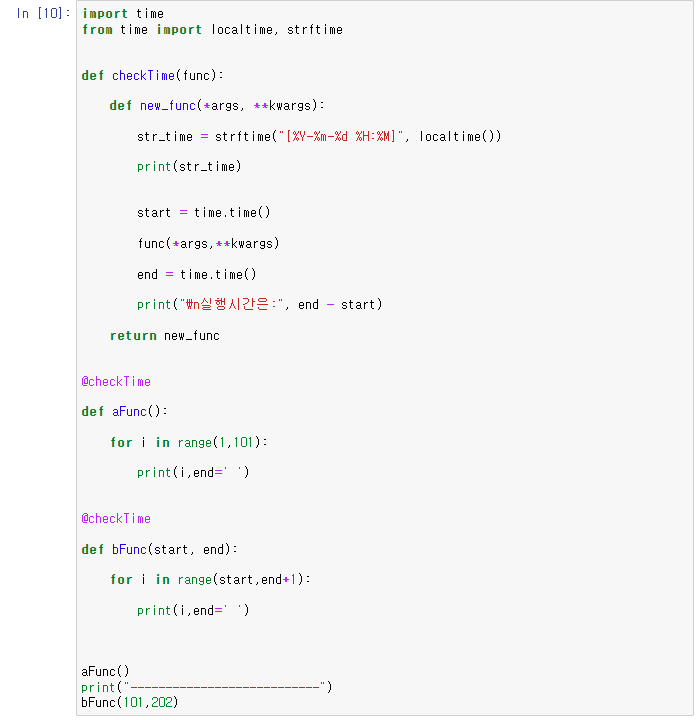 In [10]: import time
from time import localtime, strftime
def checkTime(func):
    def new_func(*args, **kwargs):
        str_time = strftime("[%Y-%m-%d %H:%M]", localtime())
        print(str_time)
        start = time.time()
        func(*args,**kwargs)
        end = time.time()
        print("₩n실행시간은:", end - start)
    return new_func
@checkTime
def aFunc():
    for i in range(1,101):
        print(i,end=' ')
@checkTime
def bFunc(start, end):
    for i in range(start,end+1):
        print(i,end=' ')
aFunc()
print("---------------------------")
bFunc(101,202)